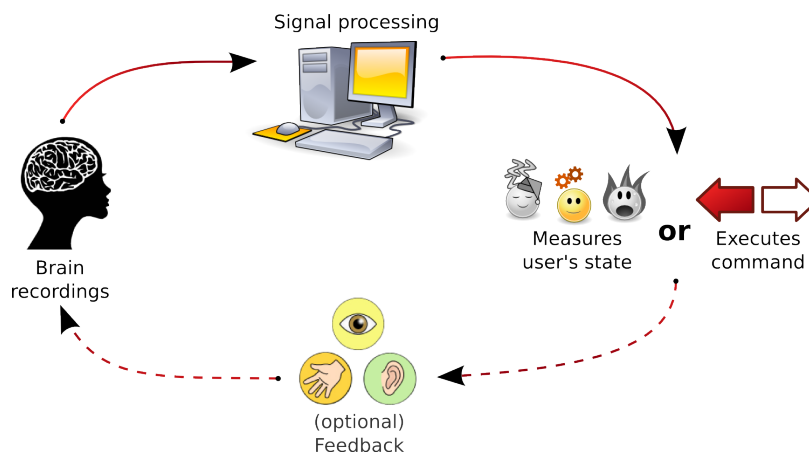 Signal processing
Measures
user's state
or
Executes
command
Brain
recordings
(optional)
Feedback